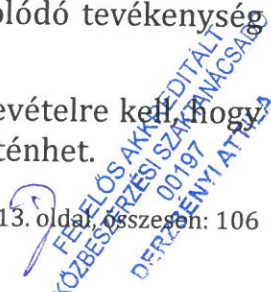 olódó tevékenység
evételre kell, hogy
ténhet.
13. oldal, összesen: 106
FELELŐS AKKREDITÁLT
KÖZBESZERZÉSI SZAKTANÁCSADÓ
00197
DERZSÉNYI ATTILA